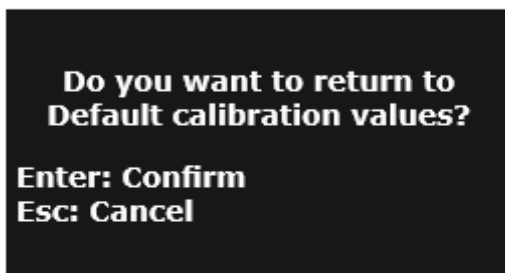 Do you want to return to
Default calibration values?
Enter: Confirm
Esc: Cancel